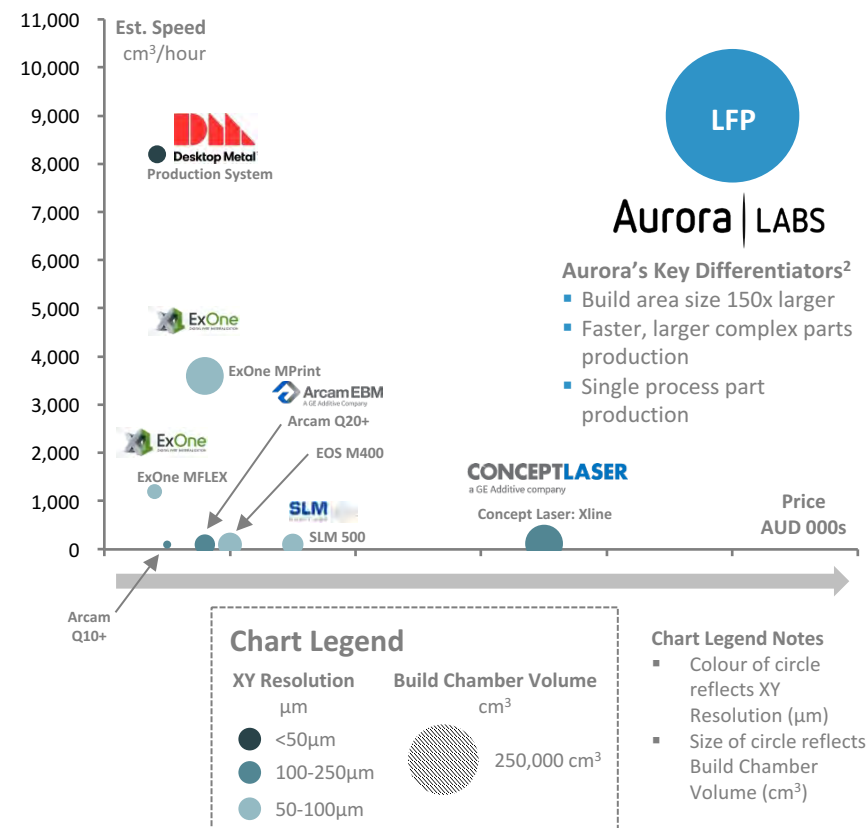 11,000
10,000
9,000
8,000
7,000
6,000
5,000
4,000
3,000
2,000
1,000
0
Est. Speed
cm³/hour
Desktop Metal
Production System
LFP
Aurora LABS
Aurora's Key Differentiators²
▪ Build area size 150x larger
▪ Faster, larger complex parts
production
▪ Single process part
production
ExOne
ExOne MPrint
ArcamEBM
A GE Additive Company
Arcam Q20+
EOS M400
ExOne
ExOne MFLEX
SLM
SLM 500
CONCEPTLASER
a GE Additive company
Concept Laser: Xline
Price
AUD 000s
Arcam
Q10+
Chart Legend
XY Resolution
µm
<50µm
100-250µm
50-100µm
Build Chamber Volume
cm³
250,000 cm³
Chart Legend Notes
▪ Colour of circle
reflects XY
Resolution (µm)
▪ Size of circle reflects
Build Chamber
Volume (cm³)